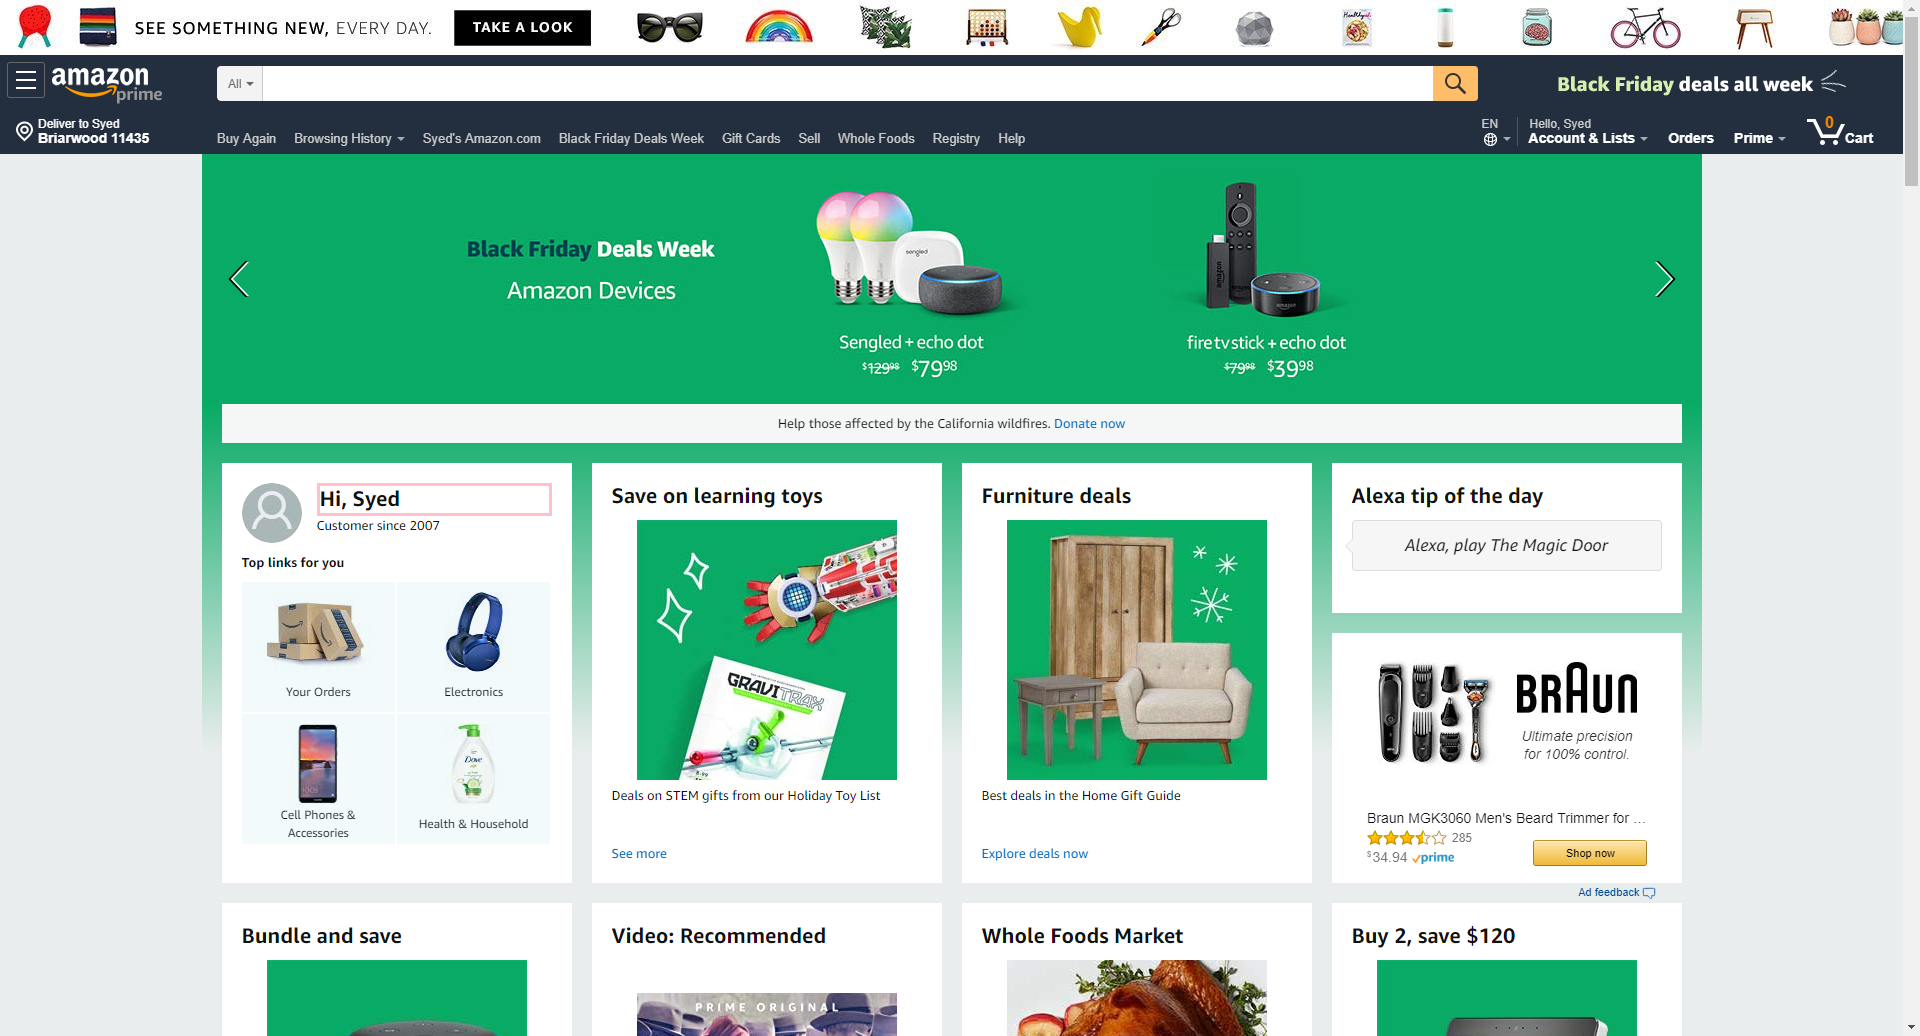 SEE SOMETHING NEW, EVERY DAY.
TAKE A LOOK
Healthyish
amazon
prime
All
Black Friday deals all week
Deliver to Syed
Briarwood 11435
Buy Again
Browsing History
Syed's Amazon.com
Black Friday Deals Week
Gift Cards
Sell
Whole Foods
Registry
Help
EN
Hello, Syed
Account & Lists
Orders
Prime
0
Cart
Black Friday Deals Week
Amazon Devices
sengled
amazon
amazon
Sengled + echo dot
$129.98 $79.98
fire tv stick + echo dot
$79.98 $39.98
Help those affected by the California wildfires. Donate now
Hi, Syed
Customer since 2007
Top links for you
Your Orders
Electronics
Dove
Cell Phones &
Accessories
Health & Household
Save on learning toys
GRAVITRAX
8-99
Deals on STEM gifts from our Holiday Toy List
See more
Furniture deals
Best deals in the Home Gift Guide
Explore deals now
Alexa tip of the day
Alexa, play The Magic Door
BRAUN
Ultimate precision
for 100% control.
Braun MGK3060 Men's Beard Trimmer for ...
285
$34.94 prime
Shop now
Ad feedback
Bundle and save
Video: Recommended
PRIME ORIGINAL
Whole Foods Market
Buy 2, save $120